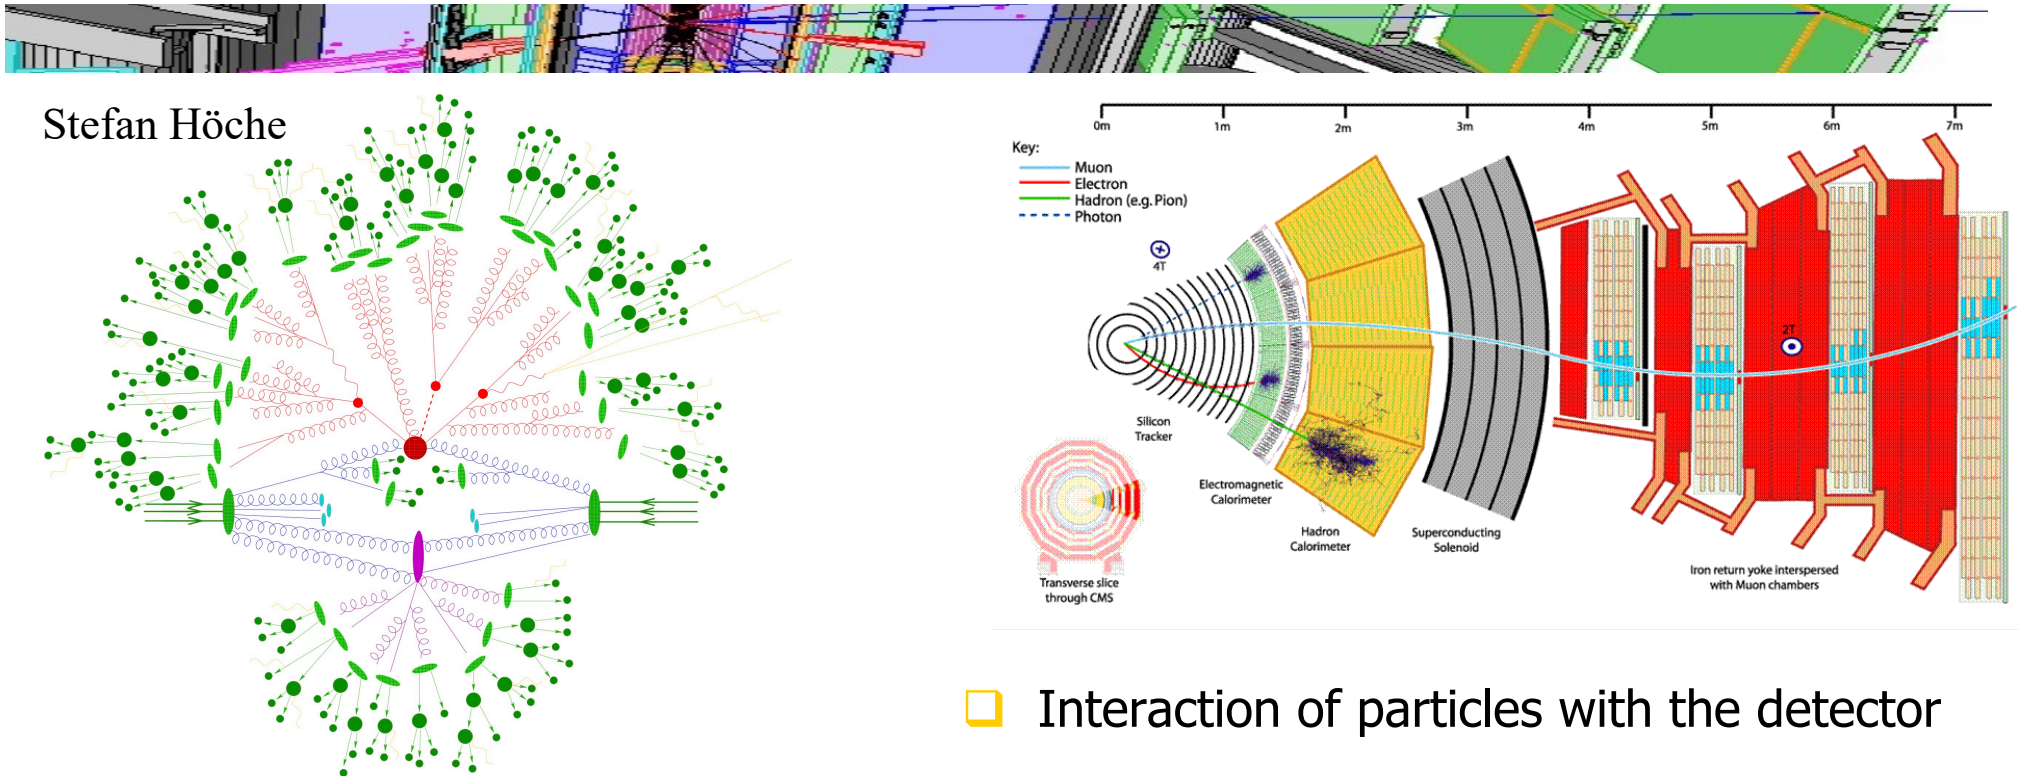 Stefan Höche
0m 1m 2m 3m 4m 5m 6m 7m
Key:
Muon
Electron
Hadron (e.g. Pion)
Photon
4T
2T
Silicon
Tracker
Electromagnetic
Calorimeter
Hadron
Calorimeter
Superconducting
Solenoid
Iron return yoke interspersed
with Muon chambers
Transverse slice
through CMS
Interaction of particles with the detector